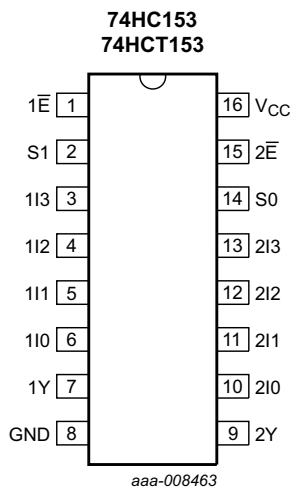 74HC153
74HCT153
1E̅ 1 16 VCC
S1 2 15 2E̅
1I3 3 14 S0
1I2 4 13 2I3
1I1 5 12 2I2
1I0 6 11 2I1
1Y 7 10 2I0
GND 8 9 2Y
aaa-008463